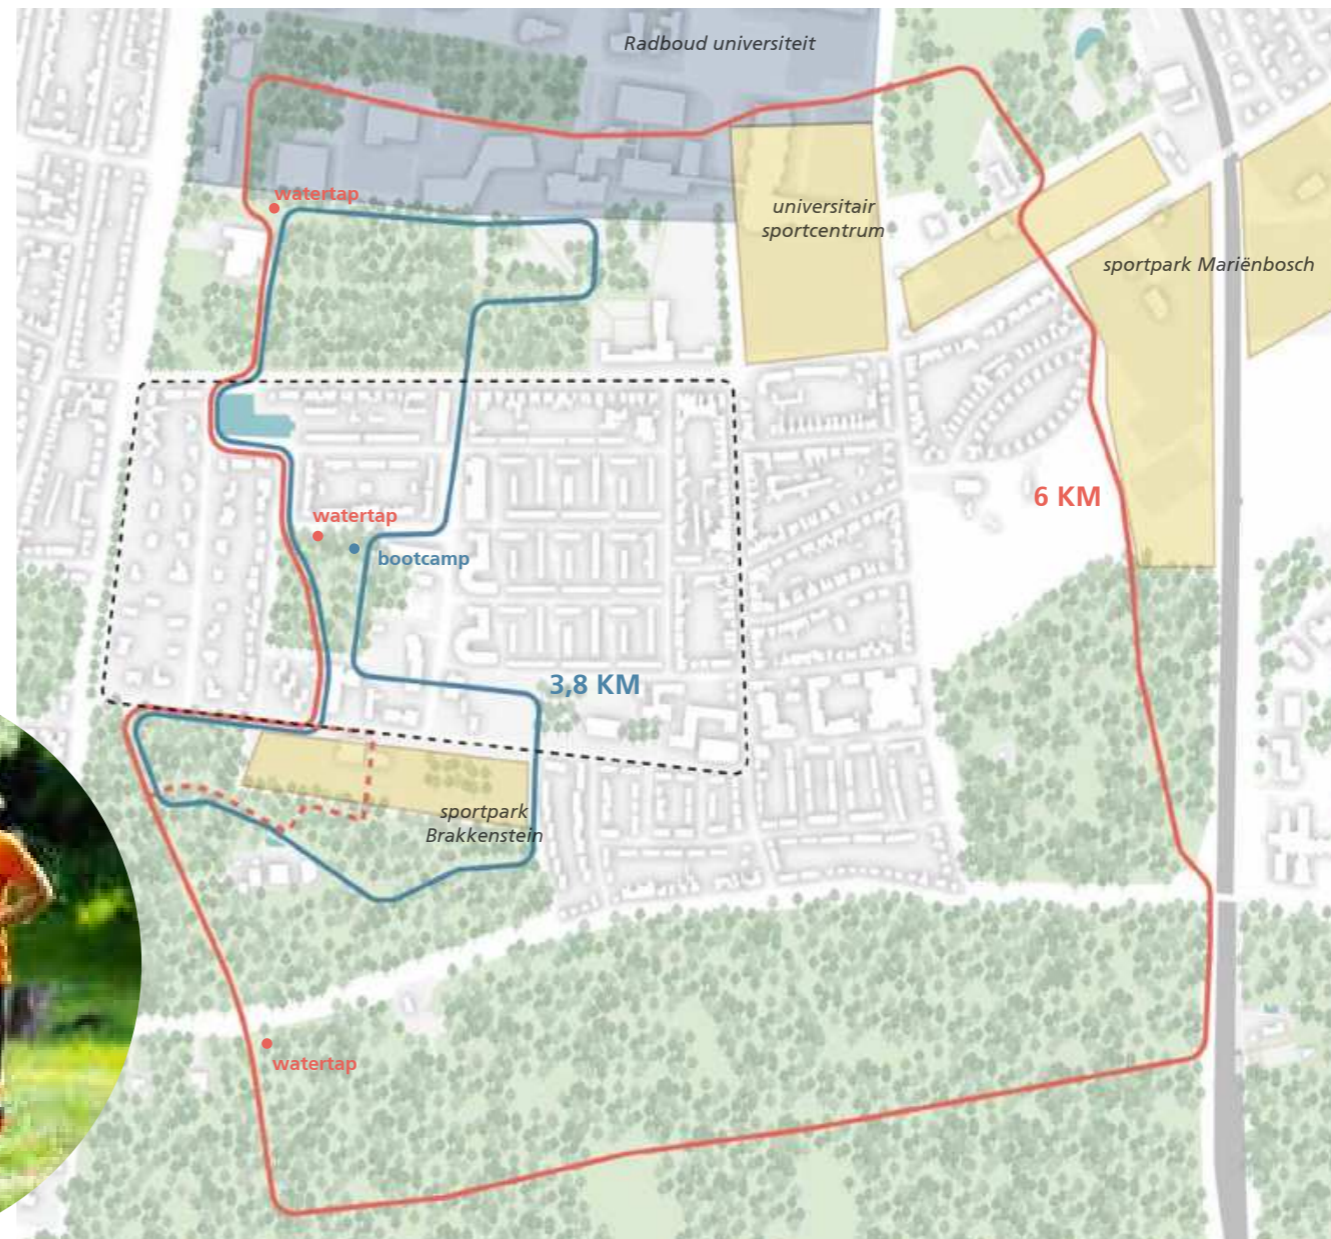 Radboud universiteit
watertap
universitair
sportcentrum
sportpark Mariënbosch
6 KM
watertap
bootcamp
3,8 KM
sportpark
Brakkenstein
watertap